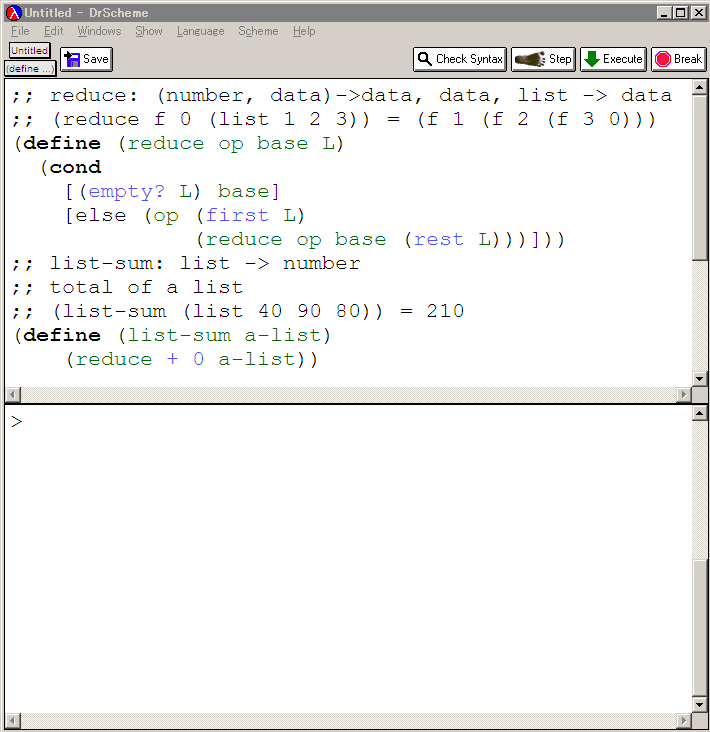 Untitled - DrScheme
File Edit Windows Show Language Scheme Help
Untitled
(define ...)
Save
Check Syntax
Step
Execute
Break
;; reduce: (number, data)->data, data, list -> data
;; (reduce f 0 (list 1 2 3)) = (f 1 (f 2 (f 3 0)))
(define (reduce op base L)
  (cond
    [(empty? L) base]
    [else (op (first L)
              (reduce op base (rest L)))]))
;; list-sum: list -> number
;; total of a list
;; (list-sum (list 40 90 80)) = 210
(define (list-sum a-list)
    (reduce + 0 a-list))
>